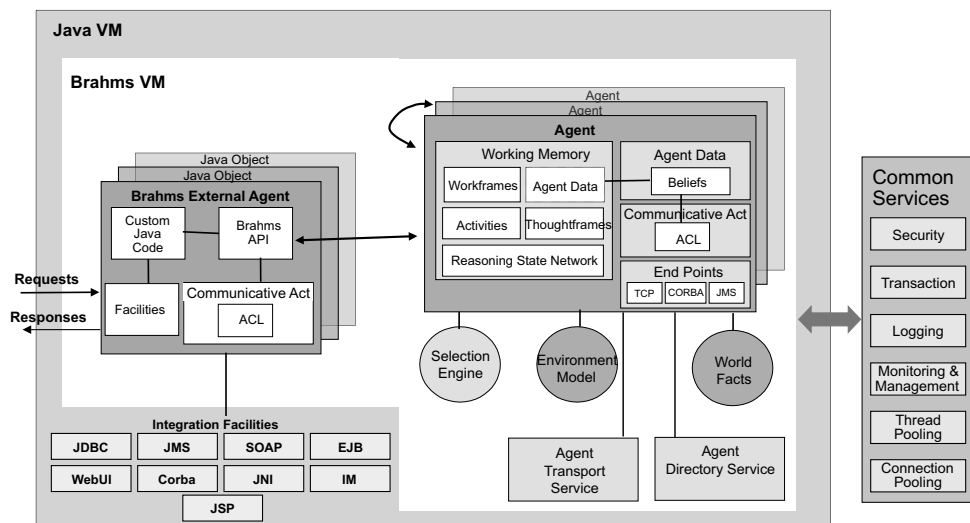 Java VM
Brahms VM
Java Object
Java Object
Brahms External Agent
Custom
Java
Code
Brahms
API
Facilities
Communicative Act
ACL
Requests
Responses
Agent
Agent
Agent
Working Memory
Workframes
Agent Data
Activities
Thoughtframes
Reasoning State Network
Agent Data
Beliefs
Communicative Act
ACL
End Points
TCP
CORBA
JMS
Selection
Engine
Environment
Model
World
Facts
Agent
Transport
Service
Agent
Directory Service
Integration Facilities
JDBC
JMS
SOAP
EJB
WebUI
Corba
JNI
IM
JSP
Common
Services
Security
Transaction
Logging
Monitoring &
Management
Thread
Pooling
Connection
Pooling